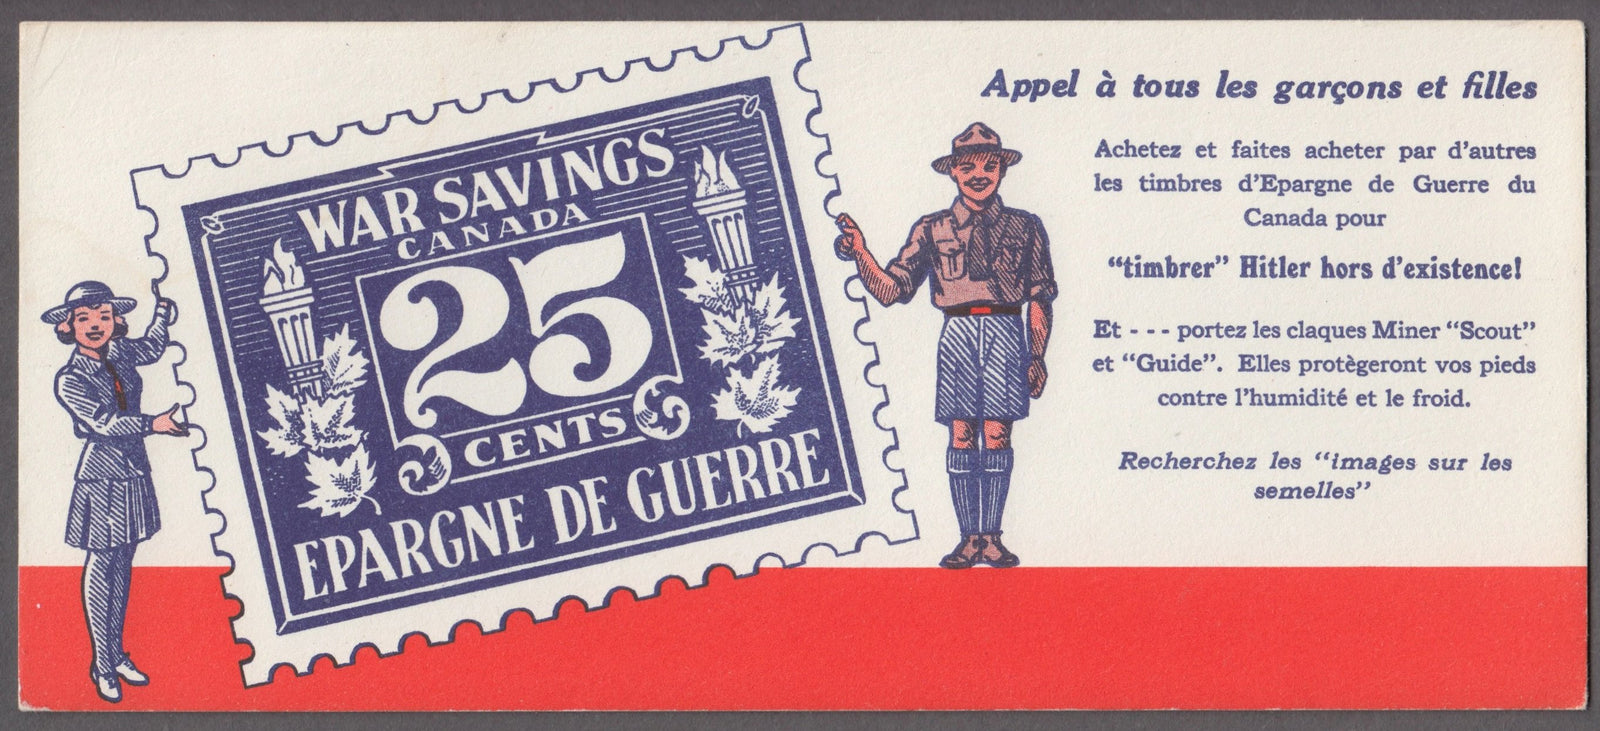 WAR SAVINGS
CANADA
25
CENTS
EPARGNE DE GUERRE
Appel à tous les garçons et filles
Achetez et faites acheter par d'autres
les timbres d'Epargne de Guerre du
Canada pour
"timbrer" Hitler hors d'existence!
Et - - - portez les claques Miner "Scout"
et "Guide". Elles protègeront vos pieds
contre l'humidité et le froid.
Recherchez les "images sur les
semelles"